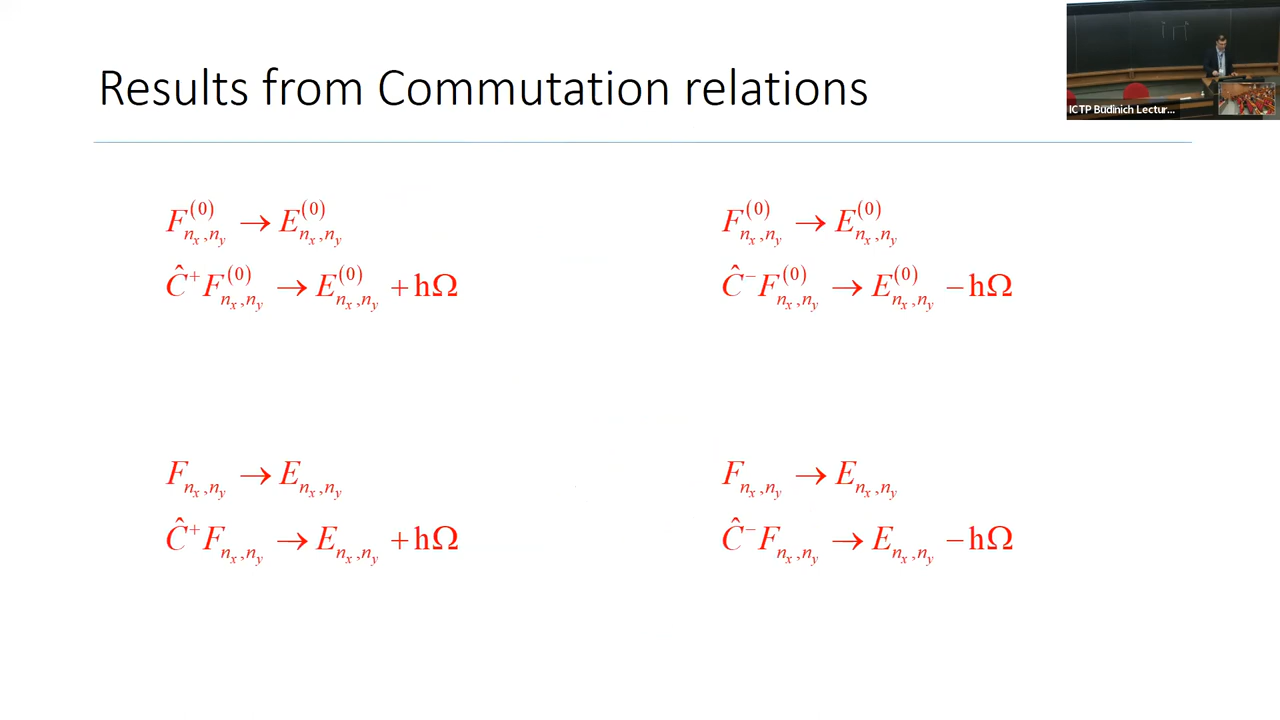 Results from Commutation relations
ICTP Budinich Lectur...
F^{(0)}_{n_x,n_y} → E^{(0)}_{n_x,n_y}
Ĉ⁺F^{(0)}_{n_x,n_y} → E^{(0)}_{n_x,n_y} + hΩ
F^{(0)}_{n_x,n_y} → E^{(0)}_{n_x,n_y}
Ĉ⁻F^{(0)}_{n_x,n_y} → E^{(0)}_{n_x,n_y} − hΩ
F_{n_x,n_y} → E_{n_x,n_y}
Ĉ⁺F_{n_x,n_y} → E_{n_x,n_y} + hΩ
F_{n_x,n_y} → E_{n_x,n_y}
Ĉ⁻F_{n_x,n_y} → E_{n_x,n_y} − hΩ